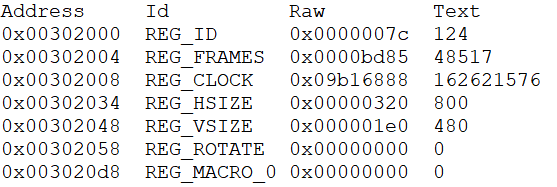 Address Id Raw Text
0x00302000 REG_ID 0x0000007c 124
0x00302004 REG_FRAMES 0x0000bd85 48517
0x00302008 REG_CLOCK 0x09b16888 162621576
0x00302034 REG_HSIZE 0x00000320 800
0x00302048 REG_VSIZE 0x000001e0 480
0x00302058 REG_ROTATE 0x00000000 0
0x003020d8 REG_MACRO_0 0x00000000 0